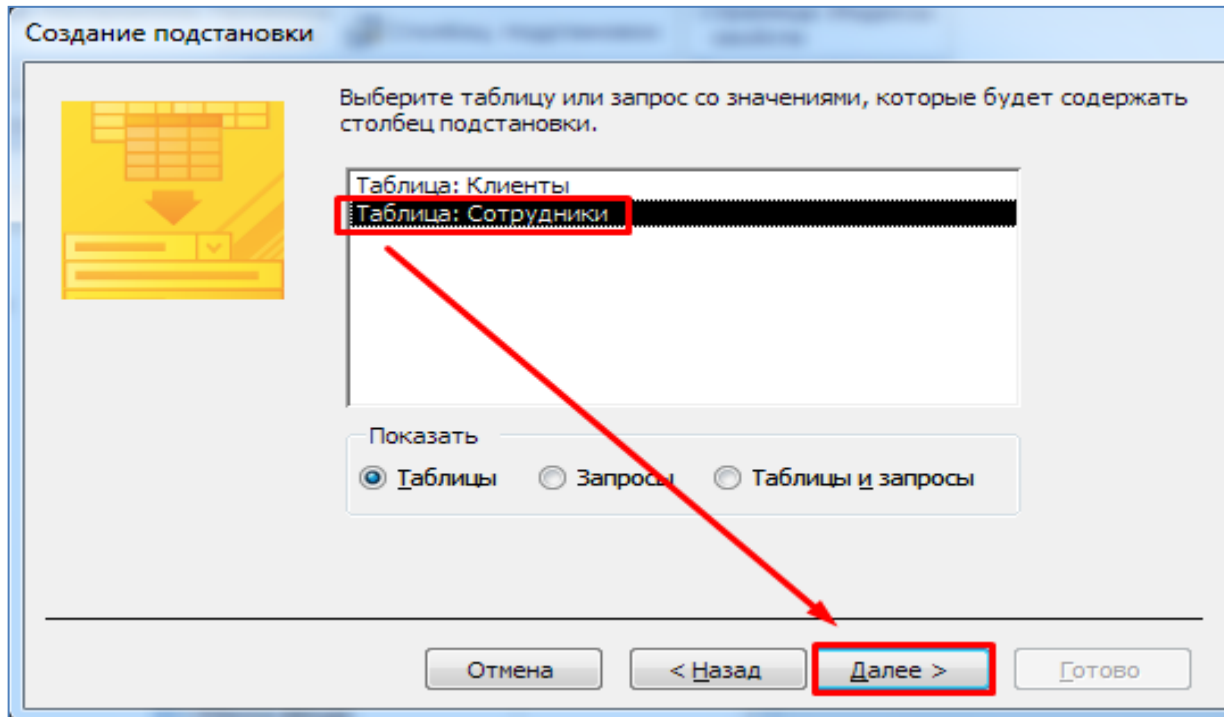 Создание подстановки
Выберите таблицу или запрос со значениями, которые будет содержать
столбец подстановки.
Таблица: Клиенты
Таблица: Сотрудники
Показать
Таблицы Запросы Таблицы и запросы
Отмена < Назад Далее > Готово